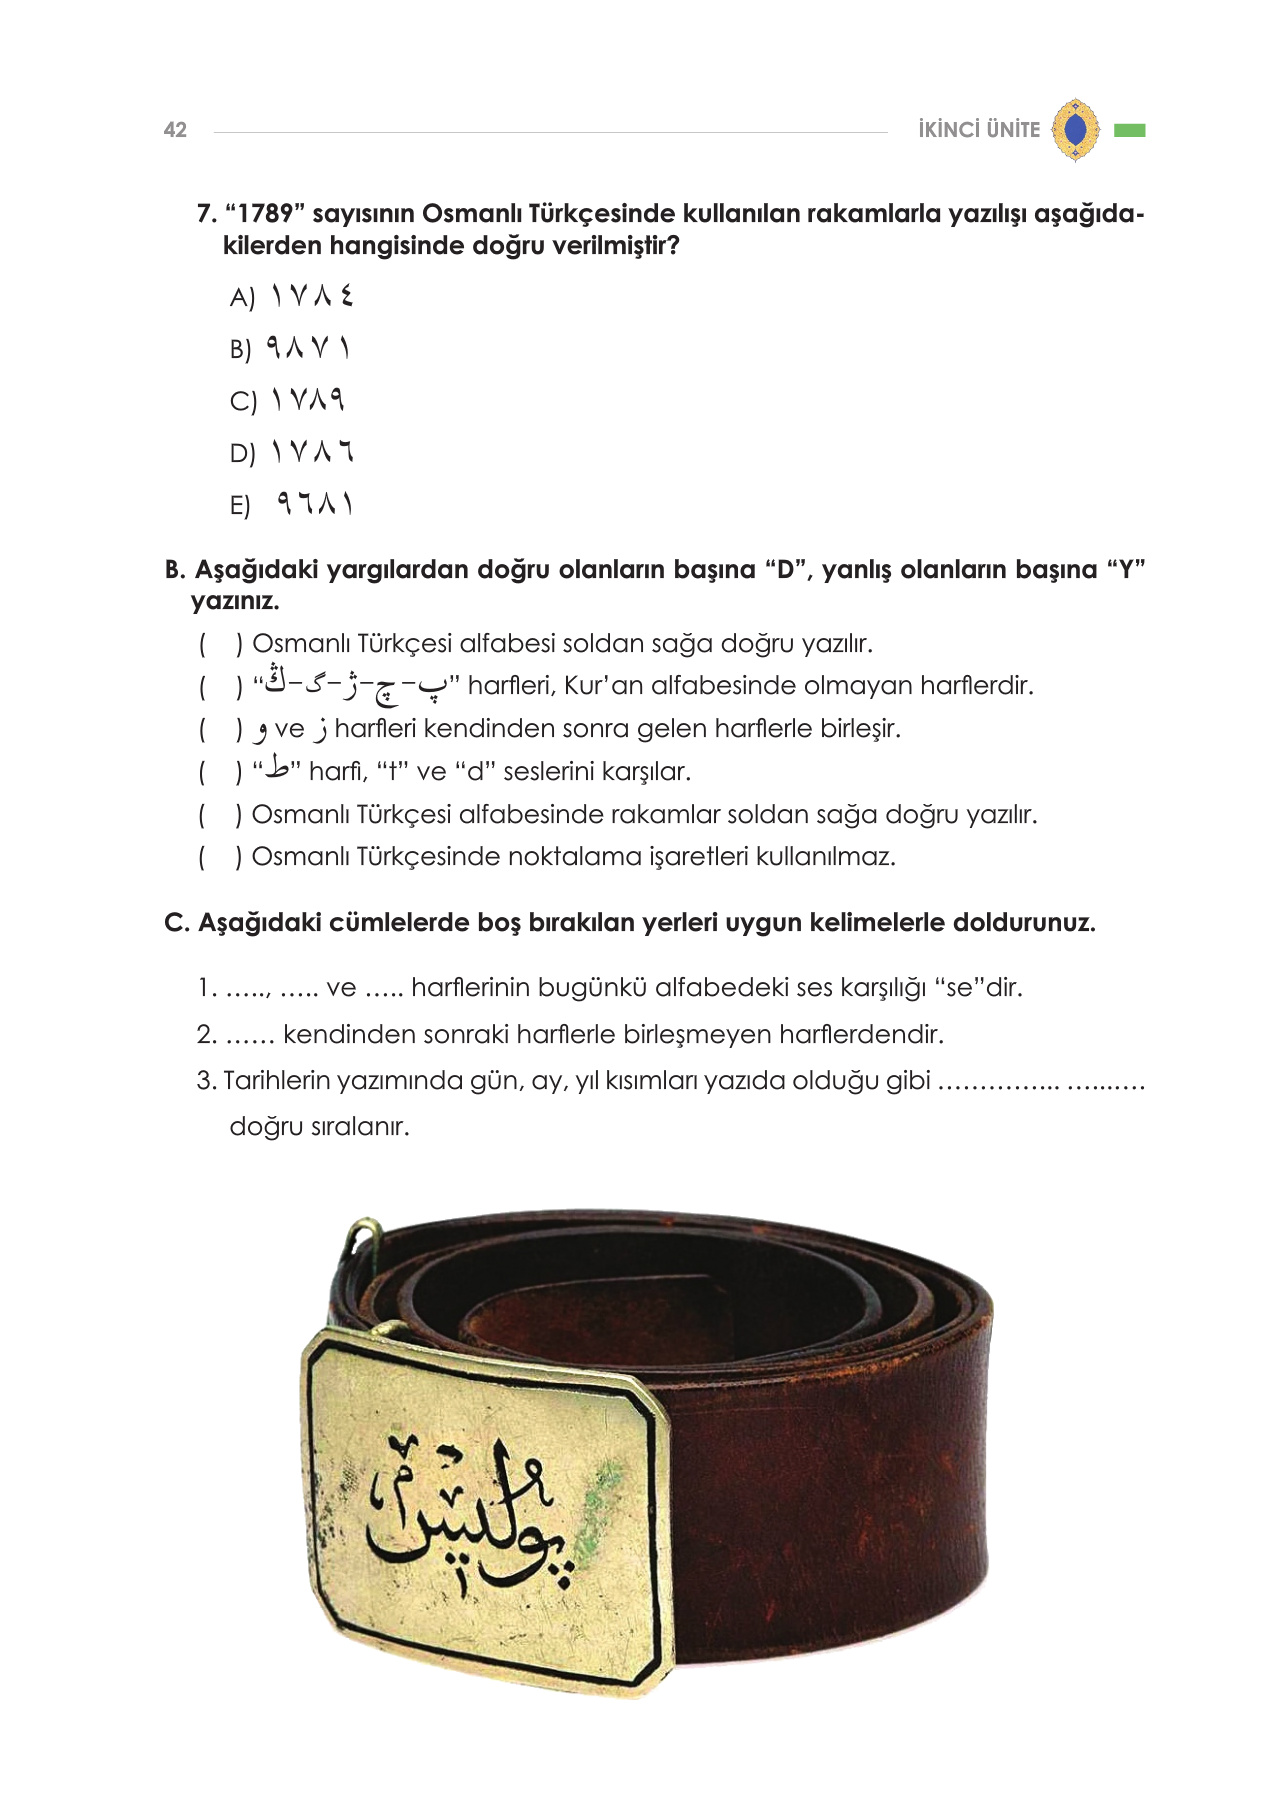 42
İKİNCİ ÜNİTE
7. “1789” sayısının Osmanlı Türkçesinde kullanılan rakamlarla yazılışı aşağıda-
kilerden hangisinde doğru verilmiştir?
A) ١٧٨٤
B) ٩٨٧١
C) ١٧٨٩
D) ١٧٨٦
E) ٩٦٨١
B. Aşağıdaki yargılardan doğru olanların başına “D”, yanlış olanların başına “Y”
yazınız.
( ) Osmanlı Türkçesi alfabesi soldan sağa doğru yazılır.
( ) “پ – چ – ژ – گ – ڭ” harfleri, Kur’an alfabesinde olmayan harflerdir.
( ) و ve ز harfleri kendinden sonra gelen harflerle birleşir.
( ) “ط” harfi, “t” ve “d” seslerini karşılar.
( ) Osmanlı Türkçesi alfabesinde rakamlar soldan sağa doğru yazılır.
( ) Osmanlı Türkçesinde noktalama işaretleri kullanılmaz.
C. Aşağıdaki cümlelerde boş bırakılan yerleri uygun kelimelerle doldurunuz.
1. ….., ….. ve ….. harflerinin bugünkü alfabedeki ses karşılığı “se”dir.
2. …… kendinden sonraki harflerle birleşmeyen harflerdendir.
3. Tarihlerin yazımında gün, ay, yıl kısımları yazıda olduğu gibi ………….. …...….
doğru sıralanır.
پوليس